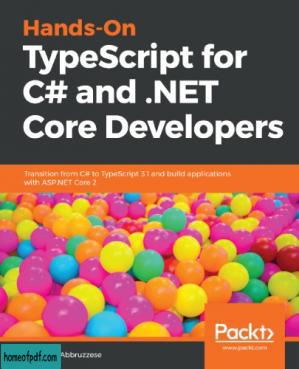 Hands-On
TypeScript for
C# and .NET
Core Developers
Transition from C# to TypeScript 3.1 and build applications
with ASP.NET Core 2
Packt>
www.packt.com
Abbruzzese
homeofpdf.com